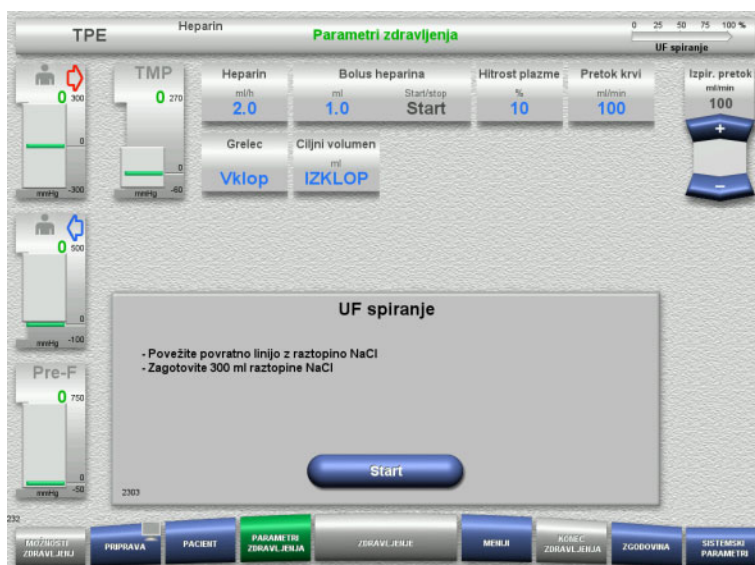 TPE
Heparin
Parametri zdravljenja
0 25 50 75 100 %
UF spiranje
0 300
0
mmHg -300
TMP
0 270
0
mmHg -60
Heparin
ml/h
2.0
Bolus heparina
ml Start/stop
1.0 Start
Hitrost plazme
%
10
Pretok krvi
ml/min
100
Izpir. pretok
ml/min
100
+
−
Grelec
Vklop
Ciljni volumen
ml
IZKLOP
0 500
0
mmHg -100
Pre-F
0 750
0
mmHg -50
UF spiranje
- Povežite povratno linijo z raztopino NaCl
- Zagotovite 300 ml raztopine NaCl
Start
2303
232
MOŽNOSTI
ZDRAVLJENJ
PRIPRAVA
PACIENT
PARAMETRI
ZDRAVLJENJA
ZDRAVLJENJE
MENIJI
KONEC
ZDRAVLJENJA
ZGODOVINA
SISTEMSKI
PARAMETRI